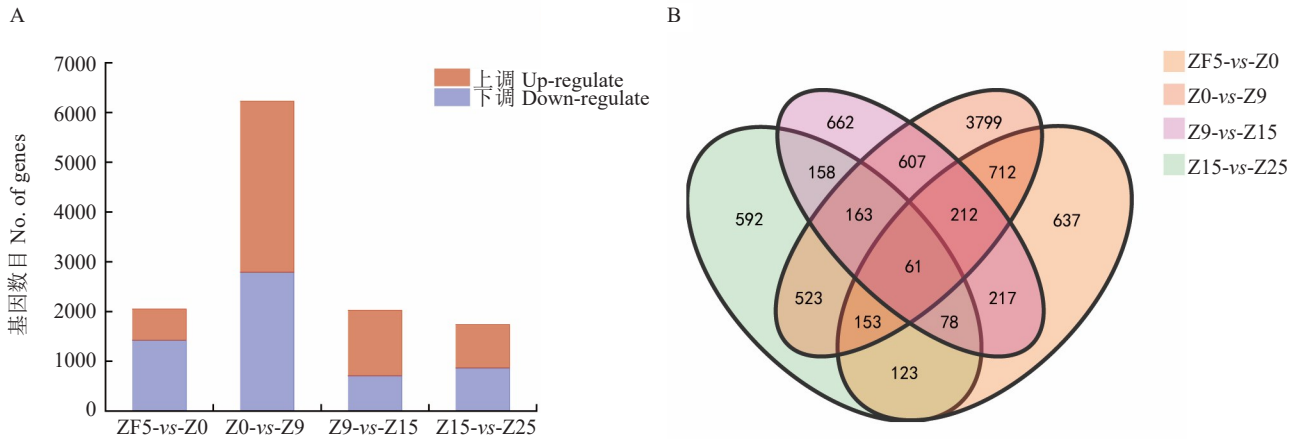 A
7000
6000
5000
4000
3000
2000
1000
0
基因数目 No. of genes
上调 Up-regulate
下调 Down-regulate
ZF5-vs-Z0
Z0-vs-Z9
Z9-vs-Z15
Z15-vs-Z25
B
ZF5-vs-Z0
Z0-vs-Z9
Z9-vs-Z15
Z15-vs-Z25
662
3799
607
158
712
592
163
212
637
61
523
217
153
78
123